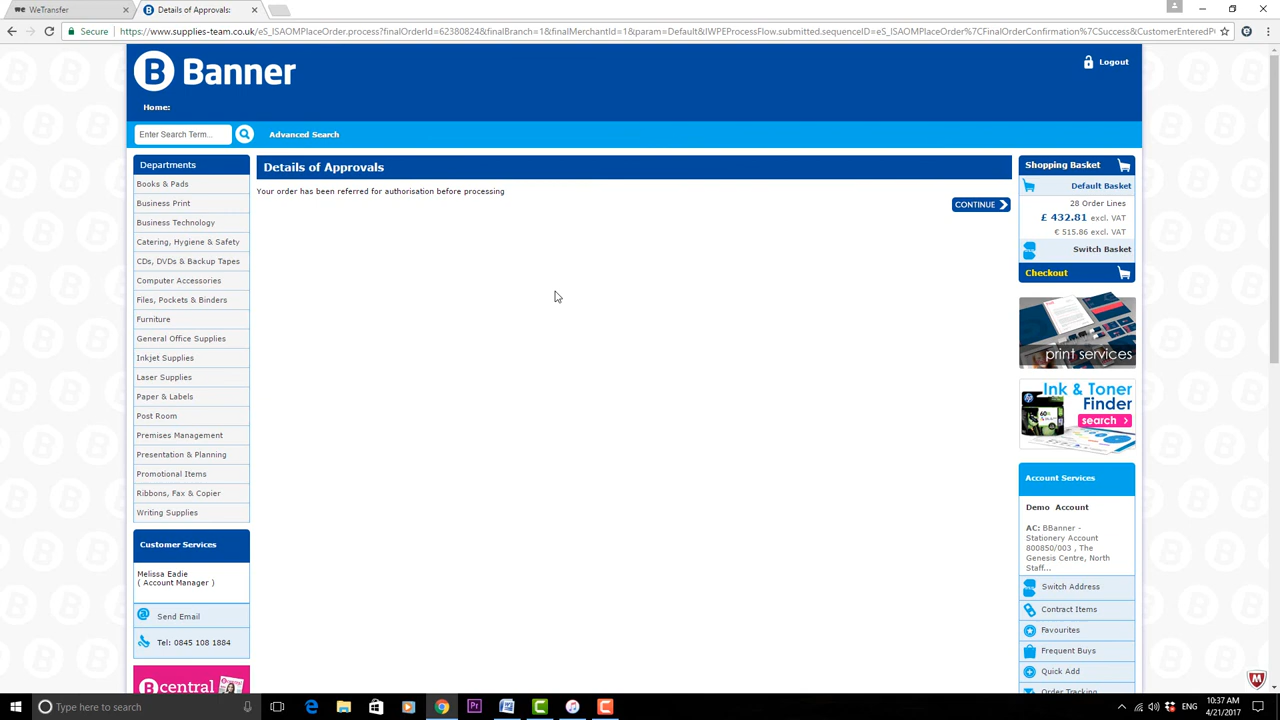 WeTransfer
Details of Approvals:
Secure
https://www.supplies-team.co.uk/eS_ISAOMPlaceOrder.process?finalOrderId=62380824&finalBranch=1&finalMerchantId=1&param=Default&IWPEProcessFlow.submitted.sequenceID=eS_ISAOMPlaceOrder%7CFinalOrderConfirmation%7CSuccess&CustomerEnteredP
B Banner
Logout
Home:
Enter Search Term...
Advanced Search
Departments
Books & Pads
Business Print
Business Technology
Catering, Hygiene & Safety
CDs, DVDs & Backup Tapes
Computer Accessories
Files, Pockets & Binders
Furniture
General Office Supplies
Inkjet Supplies
Laser Supplies
Paper & Labels
Post Room
Premises Management
Presentation & Planning
Promotional Items
Ribbons, Fax & Copier
Writing Supplies
Customer Services
Melissa Eadie
( Account Manager )
Send Email
Tel: 0845 108 1884
Bcentral
Details of Approvals
Your order has been referred for authorisation before processing
CONTINUE
Shopping Basket
Default Basket
28 Order Lines
£ 432.81 excl. VAT
€ 515.86 excl. VAT
Switch Basket
Checkout
print services
Ink & Toner
Finder
search >
Account Services
Demo Account
AC: BBanner -
Stationery Account
800850/003 , The
Genesis Centre, North
Staff...
Switch Address
Contract Items
Favourites
Frequent Buys
Quick Add
Order Tracking
Type here to search
10:37 AM
4/21/2017